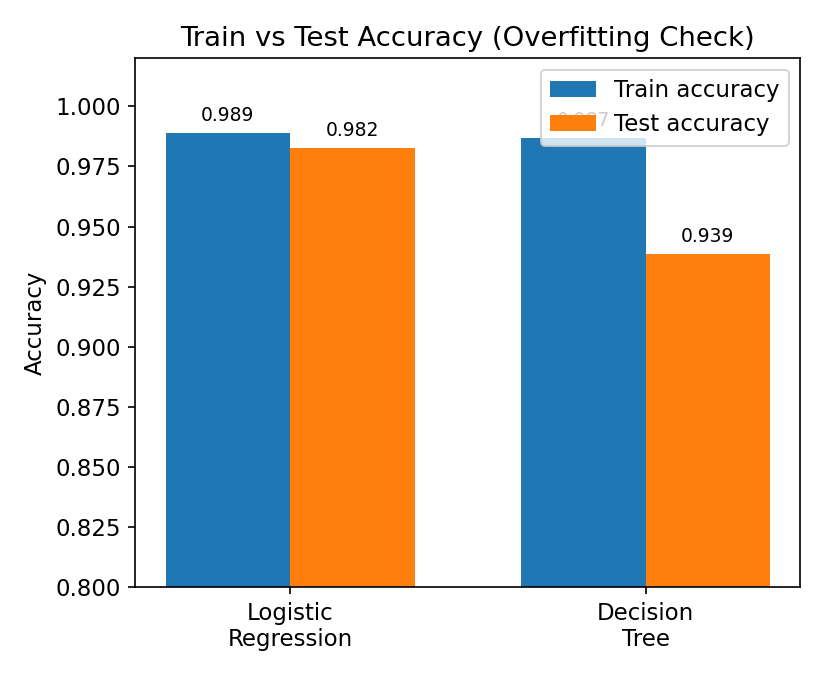 Train vs Test Accuracy (Overfitting Check)
Train accuracy
Test accuracy
0.989
0.982
0.987
0.939
Accuracy
1.000
0.975
0.950
0.925
0.900
0.875
0.850
0.825
0.800
Logistic
Regression
Decision
Tree